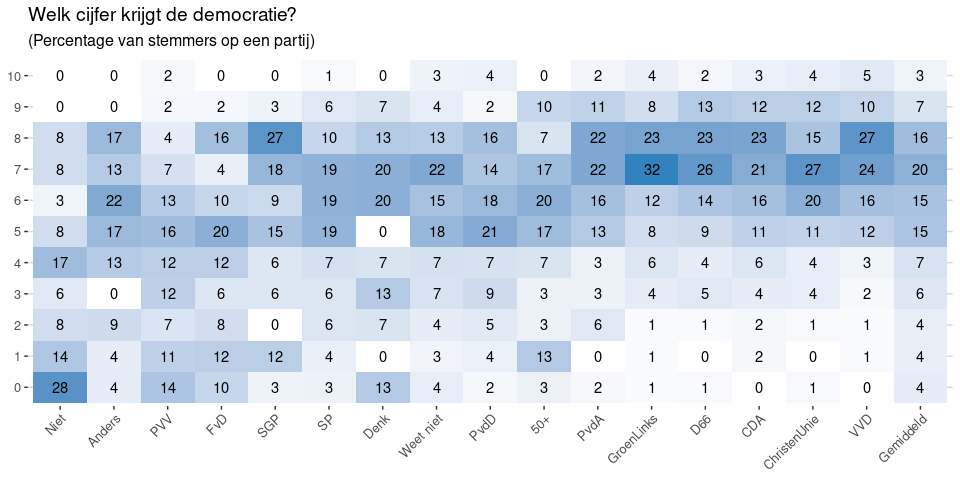 Welk cijfer krijgt de democratie?
(Percentage van stemmers op een partij)
10 0 0 2 0 0 1 0 3 4 0 2 4 2 3 4 5 3
9 0 0 2 2 3 6 7 4 2 10 11 8 13 12 12 10 7
8 8 17 4 16 27 10 13 13 16 7 22 23 23 23 15 27 16
7 8 13 7 4 18 19 20 22 14 17 22 32 26 21 27 24 20
6 3 22 13 10 9 19 20 15 18 20 16 12 14 16 20 16 15
5 8 17 16 20 15 19 0 18 21 17 13 8 9 11 11 12 15
4 17 13 12 12 6 7 7 7 7 7 3 6 4 6 4 3 7
3 6 0 12 6 6 6 13 7 9 3 3 4 5 4 4 2 6
2 8 9 7 8 0 6 7 4 5 3 6 1 1 2 1 1 4
1 14 4 11 12 12 4 0 3 4 13 0 1 0 2 0 1 4
0 28 4 14 10 3 3 13 4 2 3 2 1 1 0 1 0 4
Niet Anders PVV FvD SGP SP Denk Weet niet PvdD 50+ PvdA GroenLinks D66 CDA ChristenUnie VVD Gemiddeld